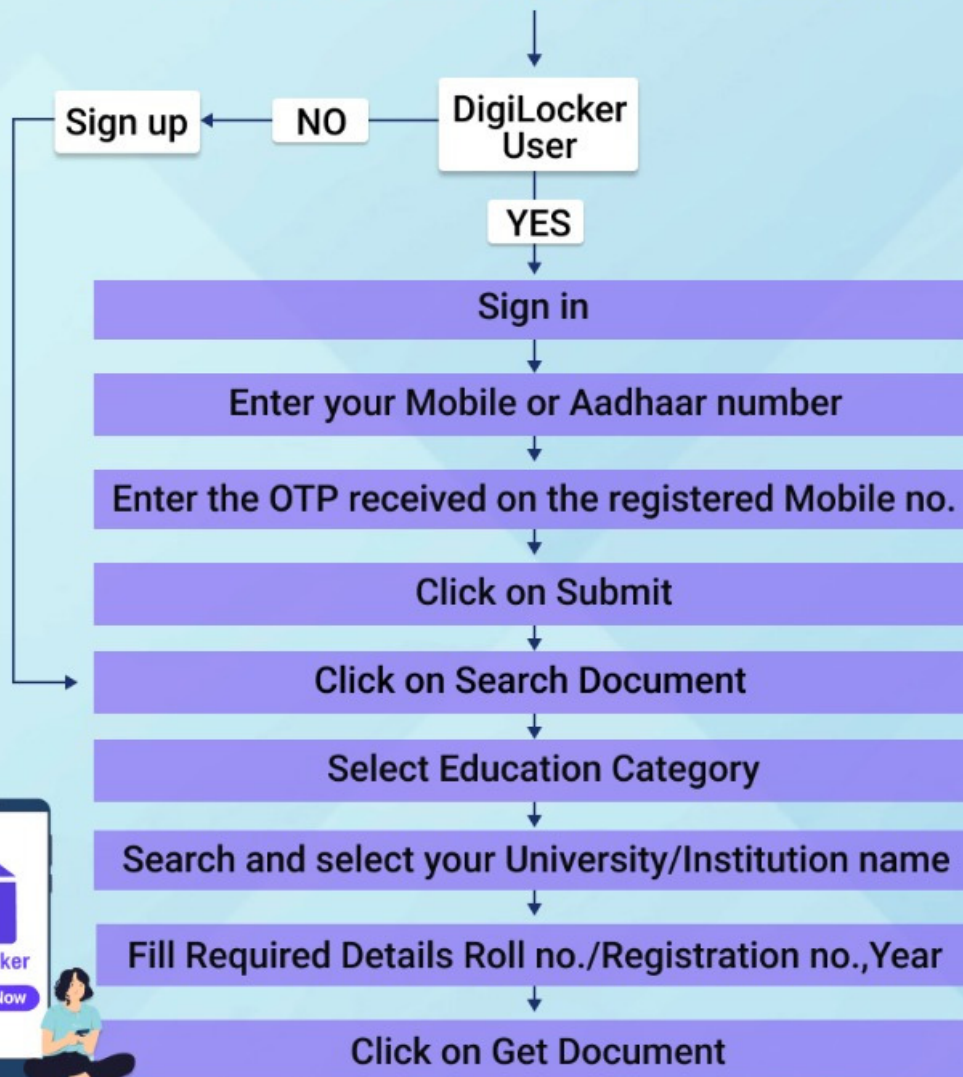 DigiLocker
User
NO
Sign up
YES
Sign in
Enter your Mobile or Aadhaar number
Enter the OTP received on the registered Mobile no.
Click on Submit
Click on Search Document
Select Education Category
Search and select your University/Institution name
Fill Required Details Roll no./Registration no.,Year
Click on Get Document
ker
Now